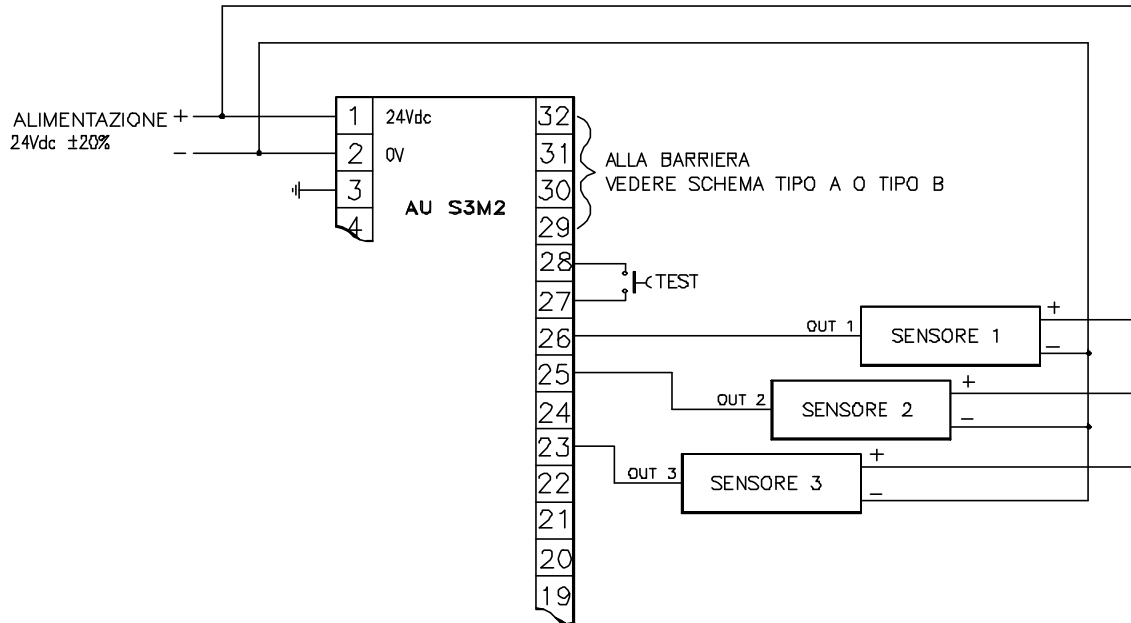 ALIMENTAZIONE +
24Vdc ±20%
−
1 24Vdc
2 0V
3
4
AU S3M2
32
31
30
29
28
27
26
25
24
23
22
21
20
19
ALLA BARRIERA
VEDERE SCHEMA TIPO A O TIPO B
TEST
OUT 1
SENSORE 1
+
−
OUT 2
SENSORE 2
+
−
OUT 3
SENSORE 3
+
−